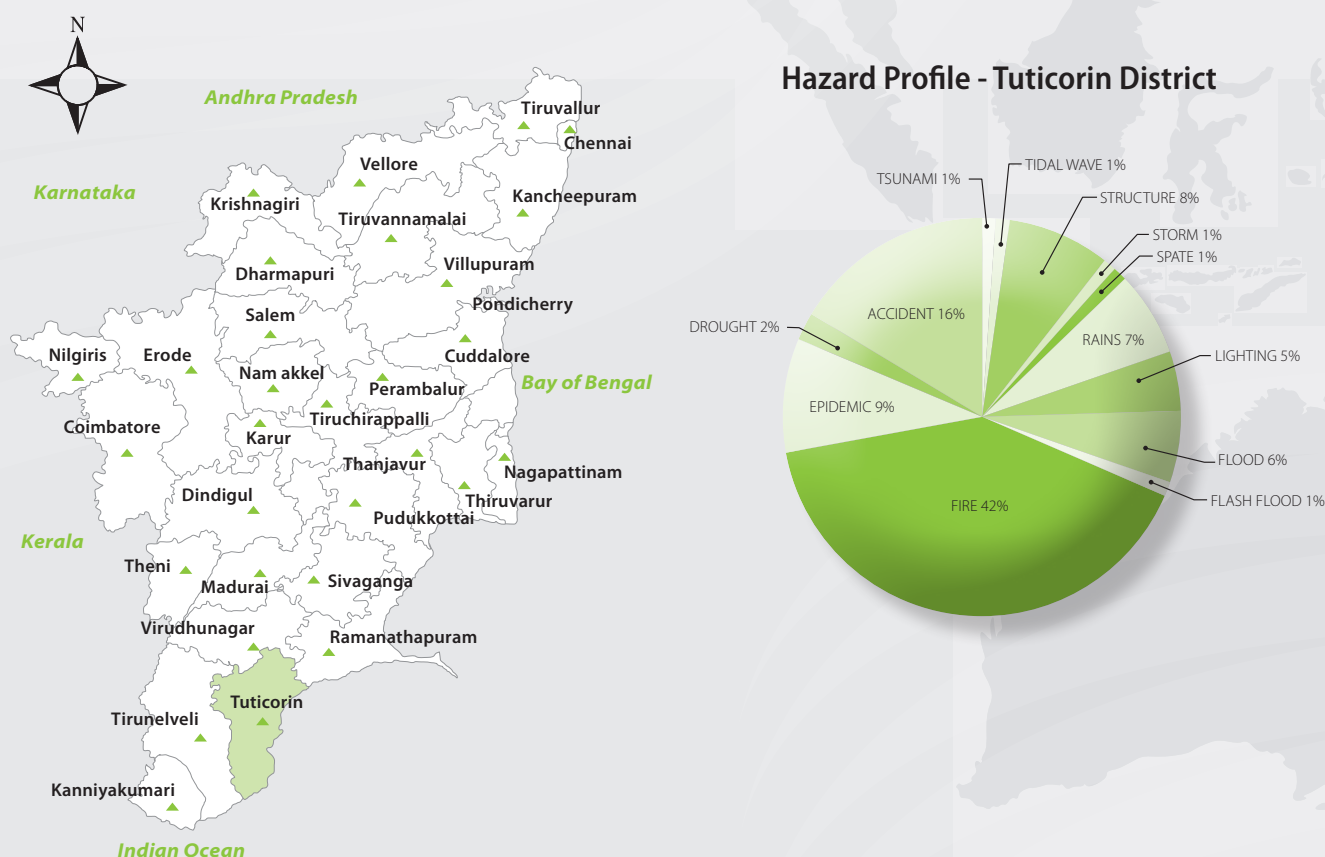 N
Andhra Pradesh
Karnataka
Kerala
Bay of Bengal
Indian Ocean
Tiruvallur
Chennai
Vellore
Kancheepuram
Krishnagiri
Tiruvannamalai
Dharmapuri
Villupuram
Pondicherry
Salem
Cuddalore
Nilgiris
Erode
Nam akkel
Perambalur
Coimbatore
Tiruchirappalli
Karur
Thanjavur
Nagapattinam
Dindigul
Thiruvarur
Pudukkottai
Theni
Madurai
Sivaganga
Virudhunagar
Ramanathapuram
Tuticorin
Tirunelveli
Kanniyakumari
Hazard Profile - Tuticorin District
TSUNAMI 1%
TIDAL WAVE 1%
STRUCTURE 8%
STORM 1%
SPATE 1%
RAINS 7%
LIGHTING 5%
FLOOD 6%
FLASH FLOOD 1%
FIRE 42%
EPIDEMIC 9%
DROUGHT 2%
ACCIDENT 16%